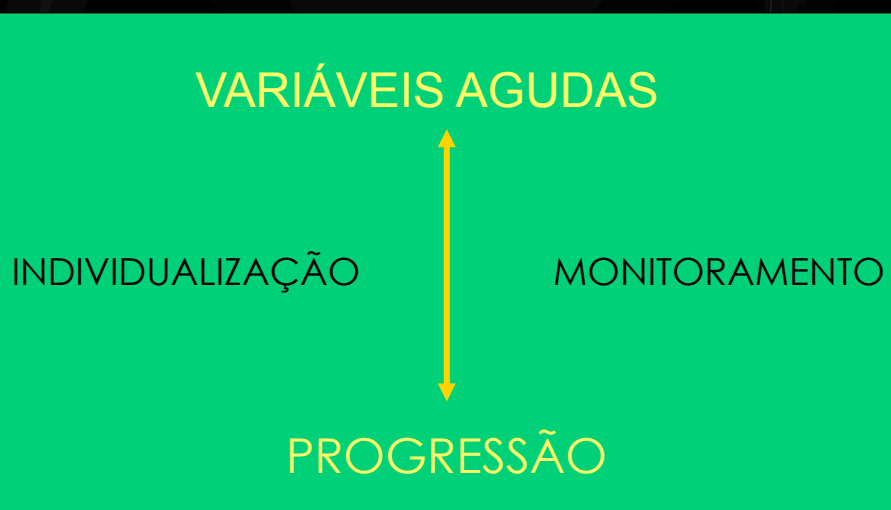 VARIÁVEIS AGUDAS
INDIVIDUALIZAÇÃO
MONITORAMENTO
PROGRESSÃO